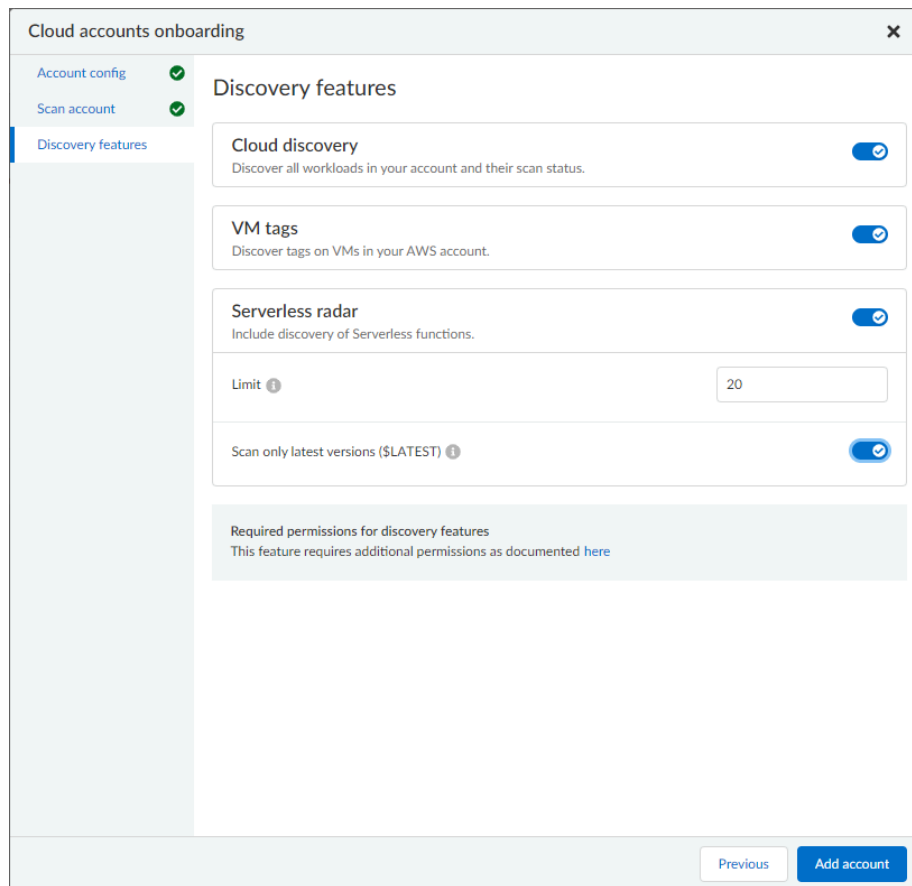 Cloud accounts onboarding
Account config
Scan account
Discovery features
Discovery features
Cloud discovery
Discover all workloads in your account and their scan status.
VM tags
Discover tags on VMs in your AWS account.
Serverless radar
Include discovery of Serverless functions.
Limit
20
Scan only latest versions ($LATEST)
Required permissions for discovery features
This feature requires additional permissions as documented here
Previous
Add account